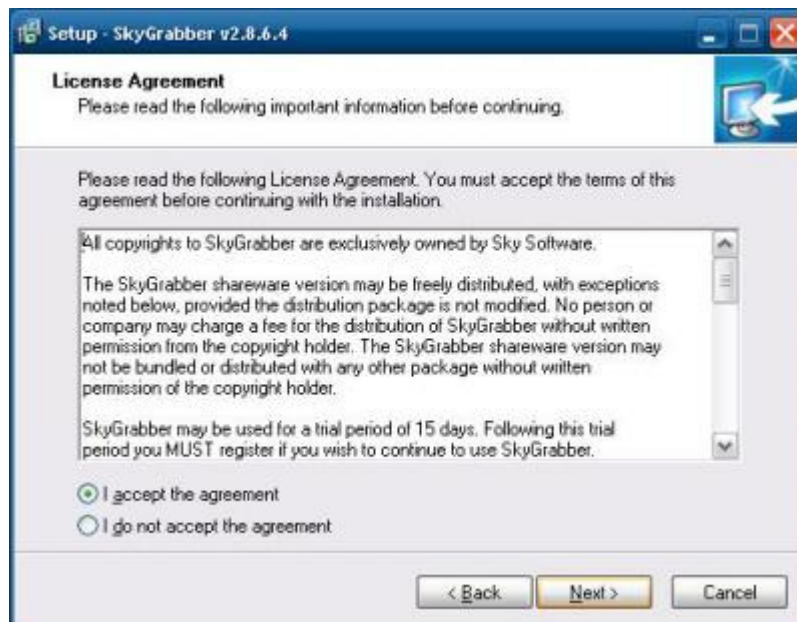 Setup - SkyGrabber v2.8.6.4
License Agreement
Please read the following important information before continuing.
Please read the following License Agreement. You must accept the terms of this
agreement before continuing with the installation.
All copyrights to SkyGrabber are exclusively owned by Sky Software.
The SkyGrabber shareware version may be freely distributed, with exceptions
noted below, provided the distribution package is not modified. No person or
company may charge a fee for the distribution of SkyGrabber without written
permission from the copyright holder. The SkyGrabber shareware version may
not be bundled or distributed with any other package without written
permission of the copyright holder.
SkyGrabber may be used for a trial period of 15 days. Following this trial
period you MUST register if you wish to continue to use SkyGrabber.
I accept the agreement
I do not accept the agreement
< Back Next > Cancel